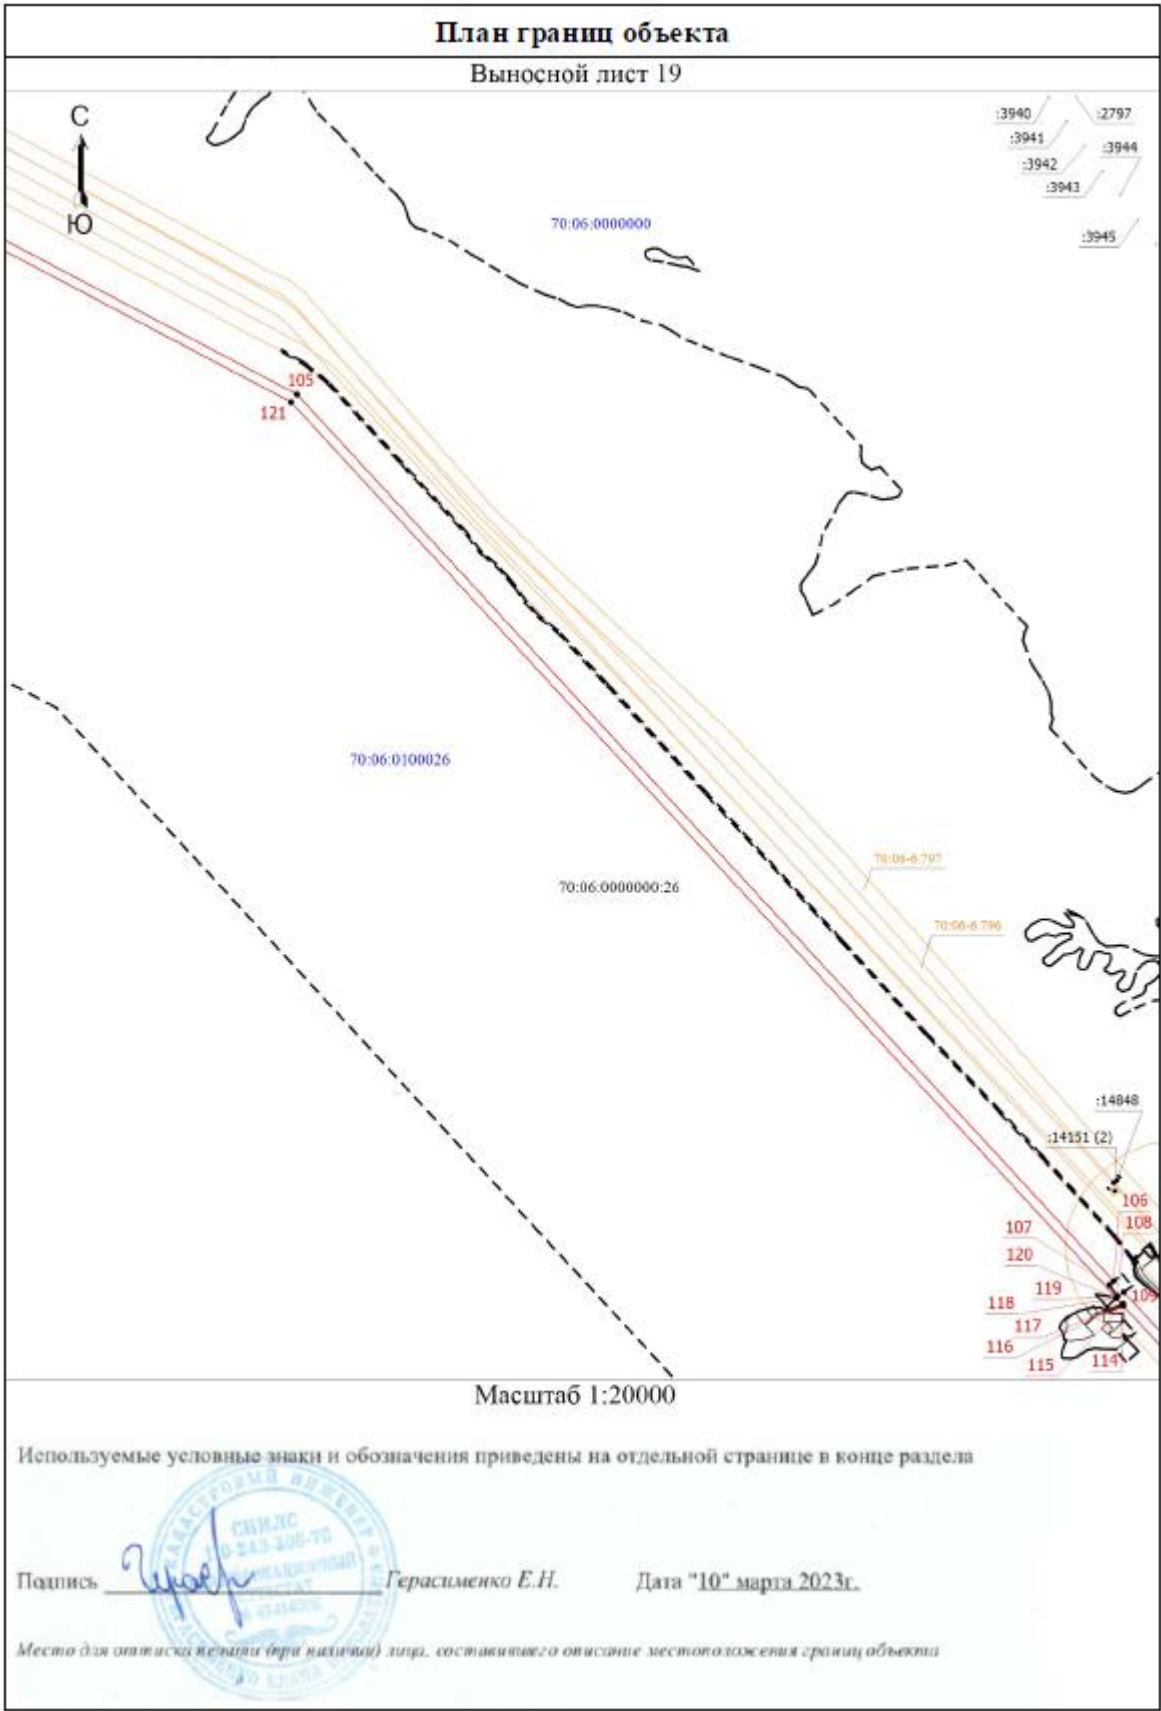 План границ объекта
Выносной лист 19
С
Ю
:3940
:2797
:3941
:3944
:3942
:3943
:3945
70:06:0000000
105
121
70:06:0100026
70:06-6.797
70:06:0000000:26
70:06-6.796
:14848
:14151 (2)
106
107
108
120
119
109
118
117
116
115
114
Масштаб 1:20000
Используемые условные знаки и обозначения приведены на отдельной странице в конце раздела
КАДАСТРОВЫЙ ИНЖЕНЕР
СНИЛС
Подпись
Герасименко Е.Н.
Дата "10" марта 2023г.
Место для оттиска печати (при наличии) лица, составившего описание местоположения границ объекта